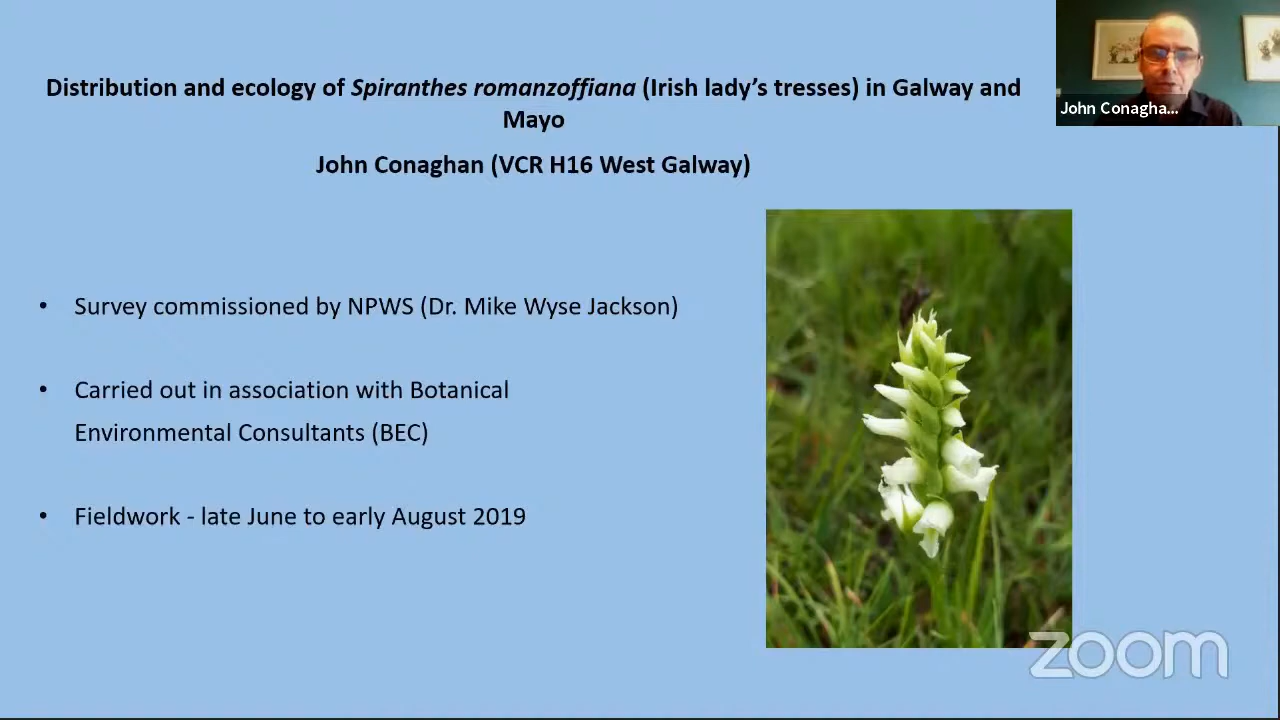 Distribution and ecology of Spiranthes romanzoffiana (Irish lady’s tresses) in Galway and
Mayo
John Conaghan (VCR H16 West Galway)
John Conagha...
• Survey commissioned by NPWS (Dr. Mike Wyse Jackson)
• Carried out in association with Botanical
Environmental Consultants (BEC)
• Fieldwork - late June to early August 2019
zoom